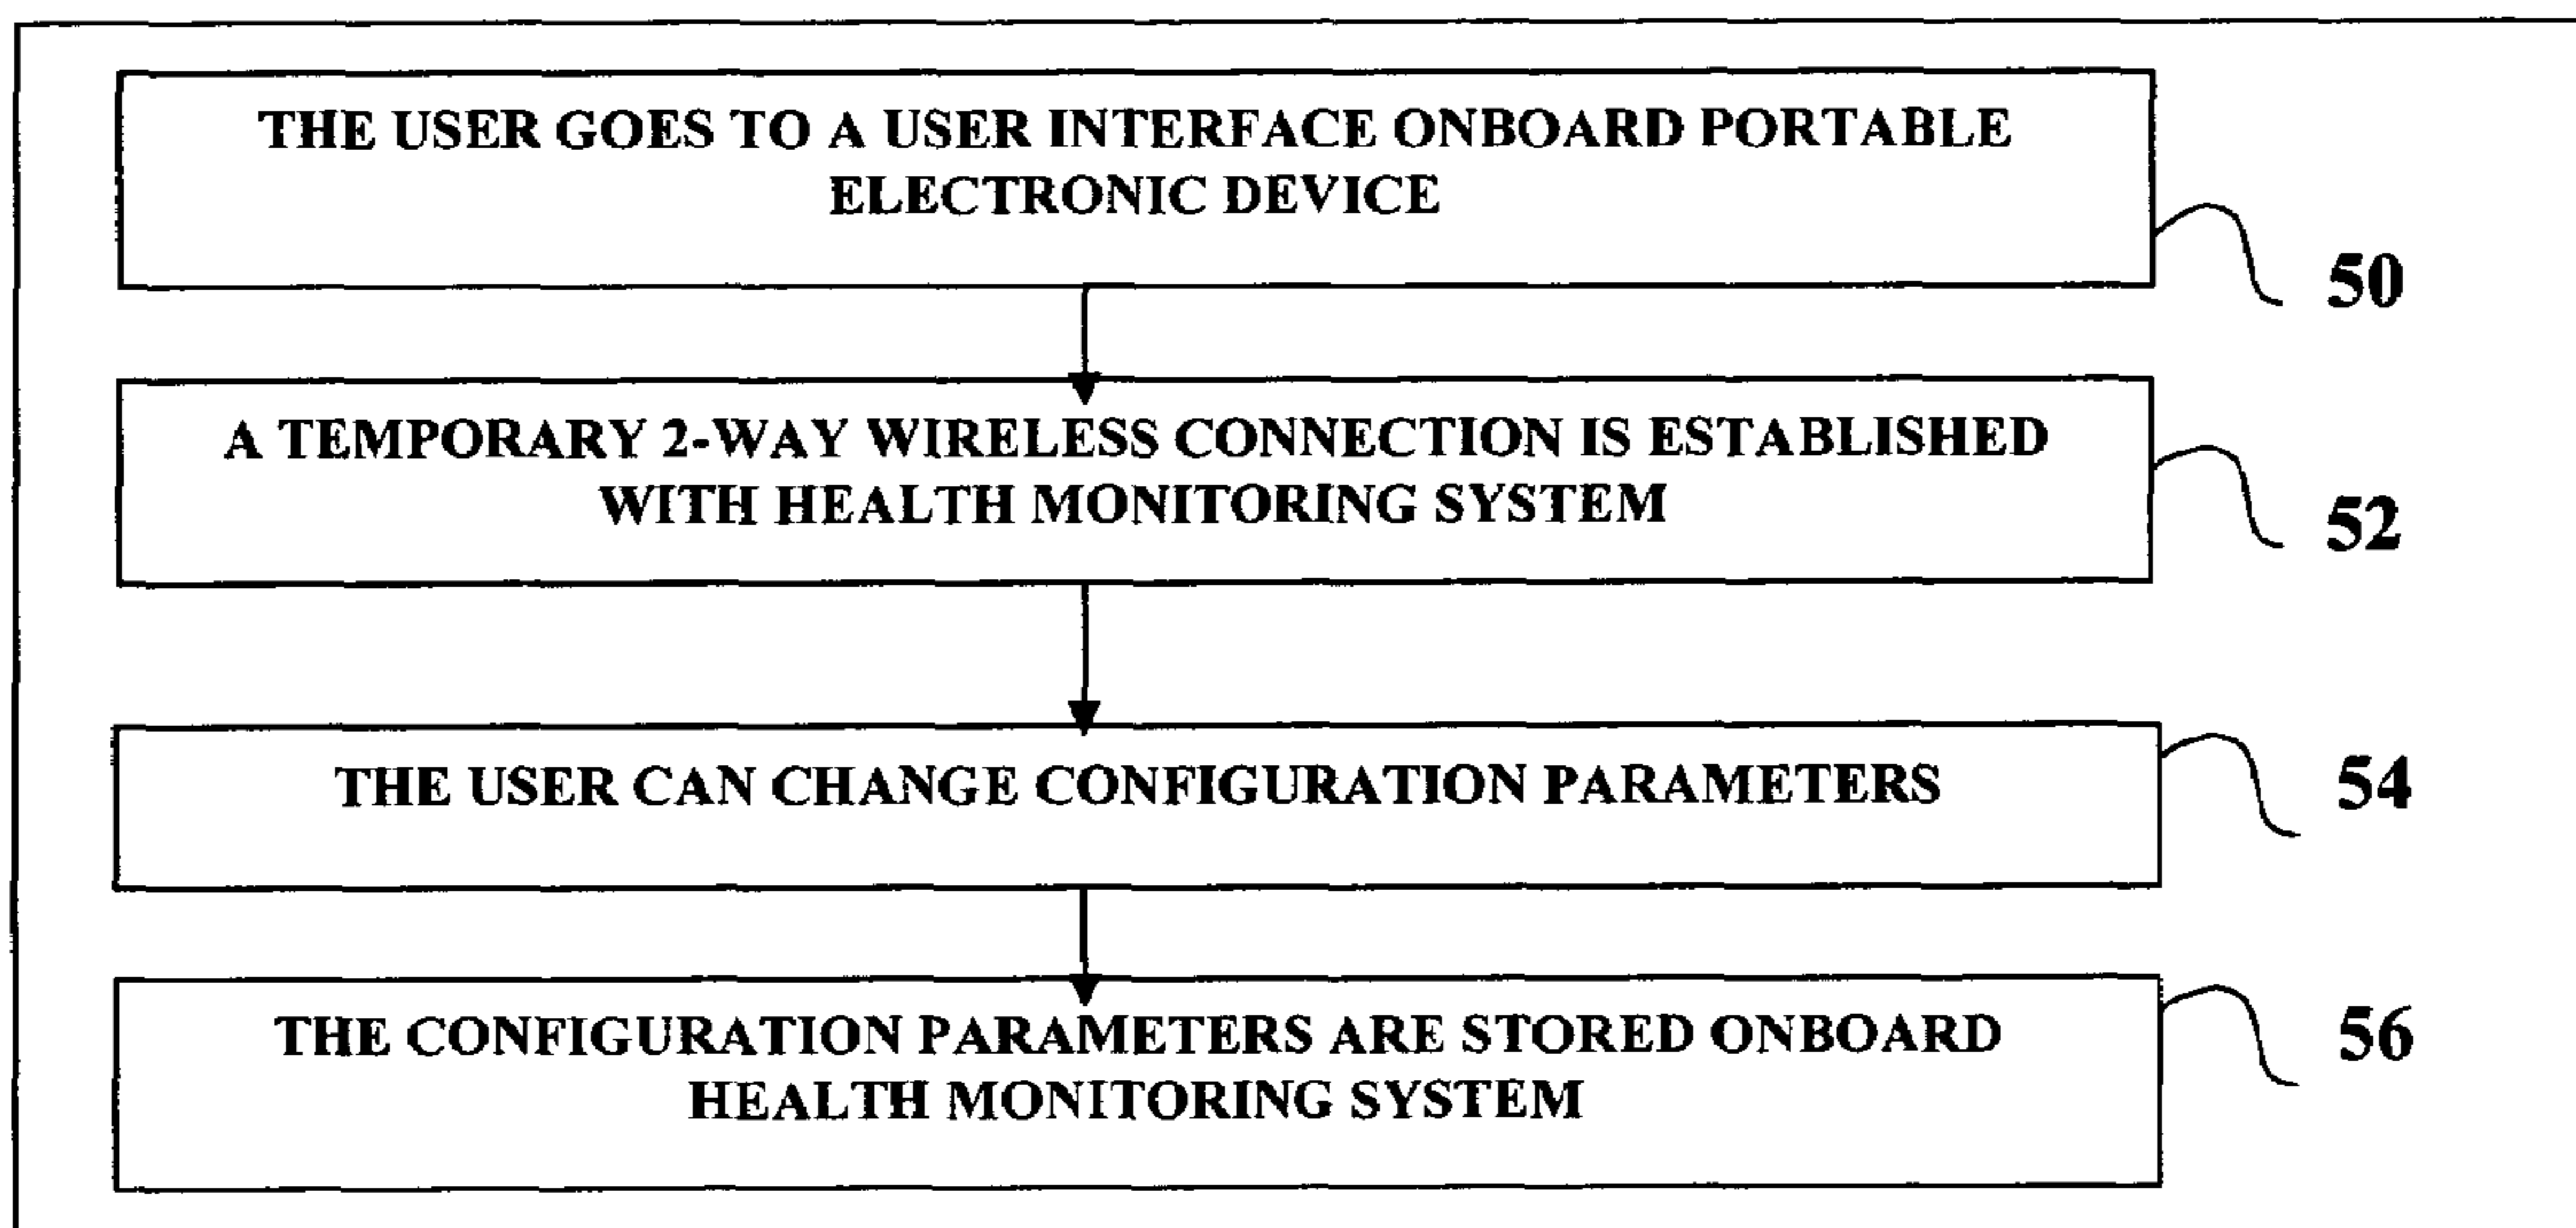 THE USER GOES TO A USER INTERFACE ONBOARD PORTABLE
ELECTRONIC DEVICE
50
A TEMPORARY 2-WAY WIRELESS CONNECTION IS ESTABLISHED
WITH HEALTH MONITORING SYSTEM
52
THE USER CAN CHANGE CONFIGURATION PARAMETERS
54
THE CONFIGURATION PARAMETERS ARE STORED ONBOARD
HEALTH MONITORING SYSTEM
56